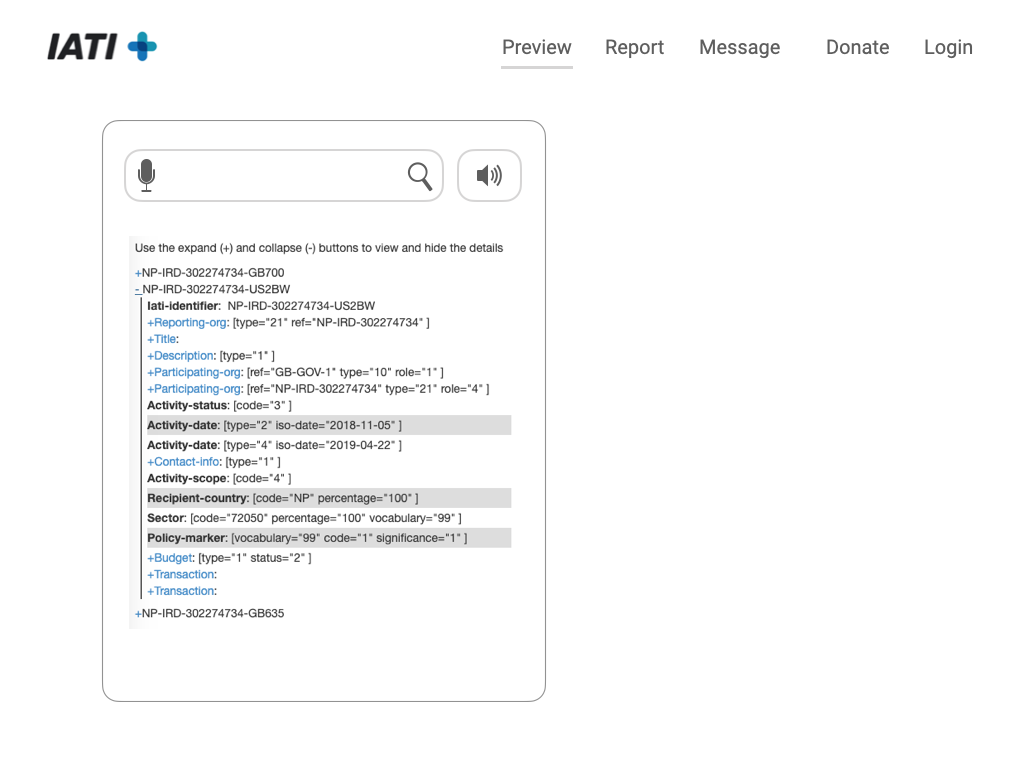 IATI
Preview Report Message Donate Login
Use the expand (+) and collapse (-) buttons to view and hide the details
+NP-IRD-302274734-GB700
- NP-IRD-302274734-US2BW
Iati-identifier: NP-IRD-302274734-US2BW
+Reporting-org: [type="21" ref="NP-IRD-302274734" ]
+Title:
+Description: [type="1" ]
+Participating-org: [ref="GB-GOV-1" type="10" role="1" ]
+Participating-org: [ref="NP-IRD-302274734" type="21" role="4" ]
Activity-status: [code="3" ]
Activity-date: [type="2" iso-date="2018-11-05" ]
Activity-date: [type="4" iso-date="2019-04-22" ]
+Contact-info: [type="1" ]
Activity-scope: [code="4" ]
Recipient-country: [code="NP" percentage="100" ]
Sector: [code="72050" percentage="100" vocabulary="99" ]
Policy-marker: [vocabulary="99" code="1" significance="1" ]
+Budget: [type="1" status="2" ]
+Transaction:
+Transaction:
+NP-IRD-302274734-GB635